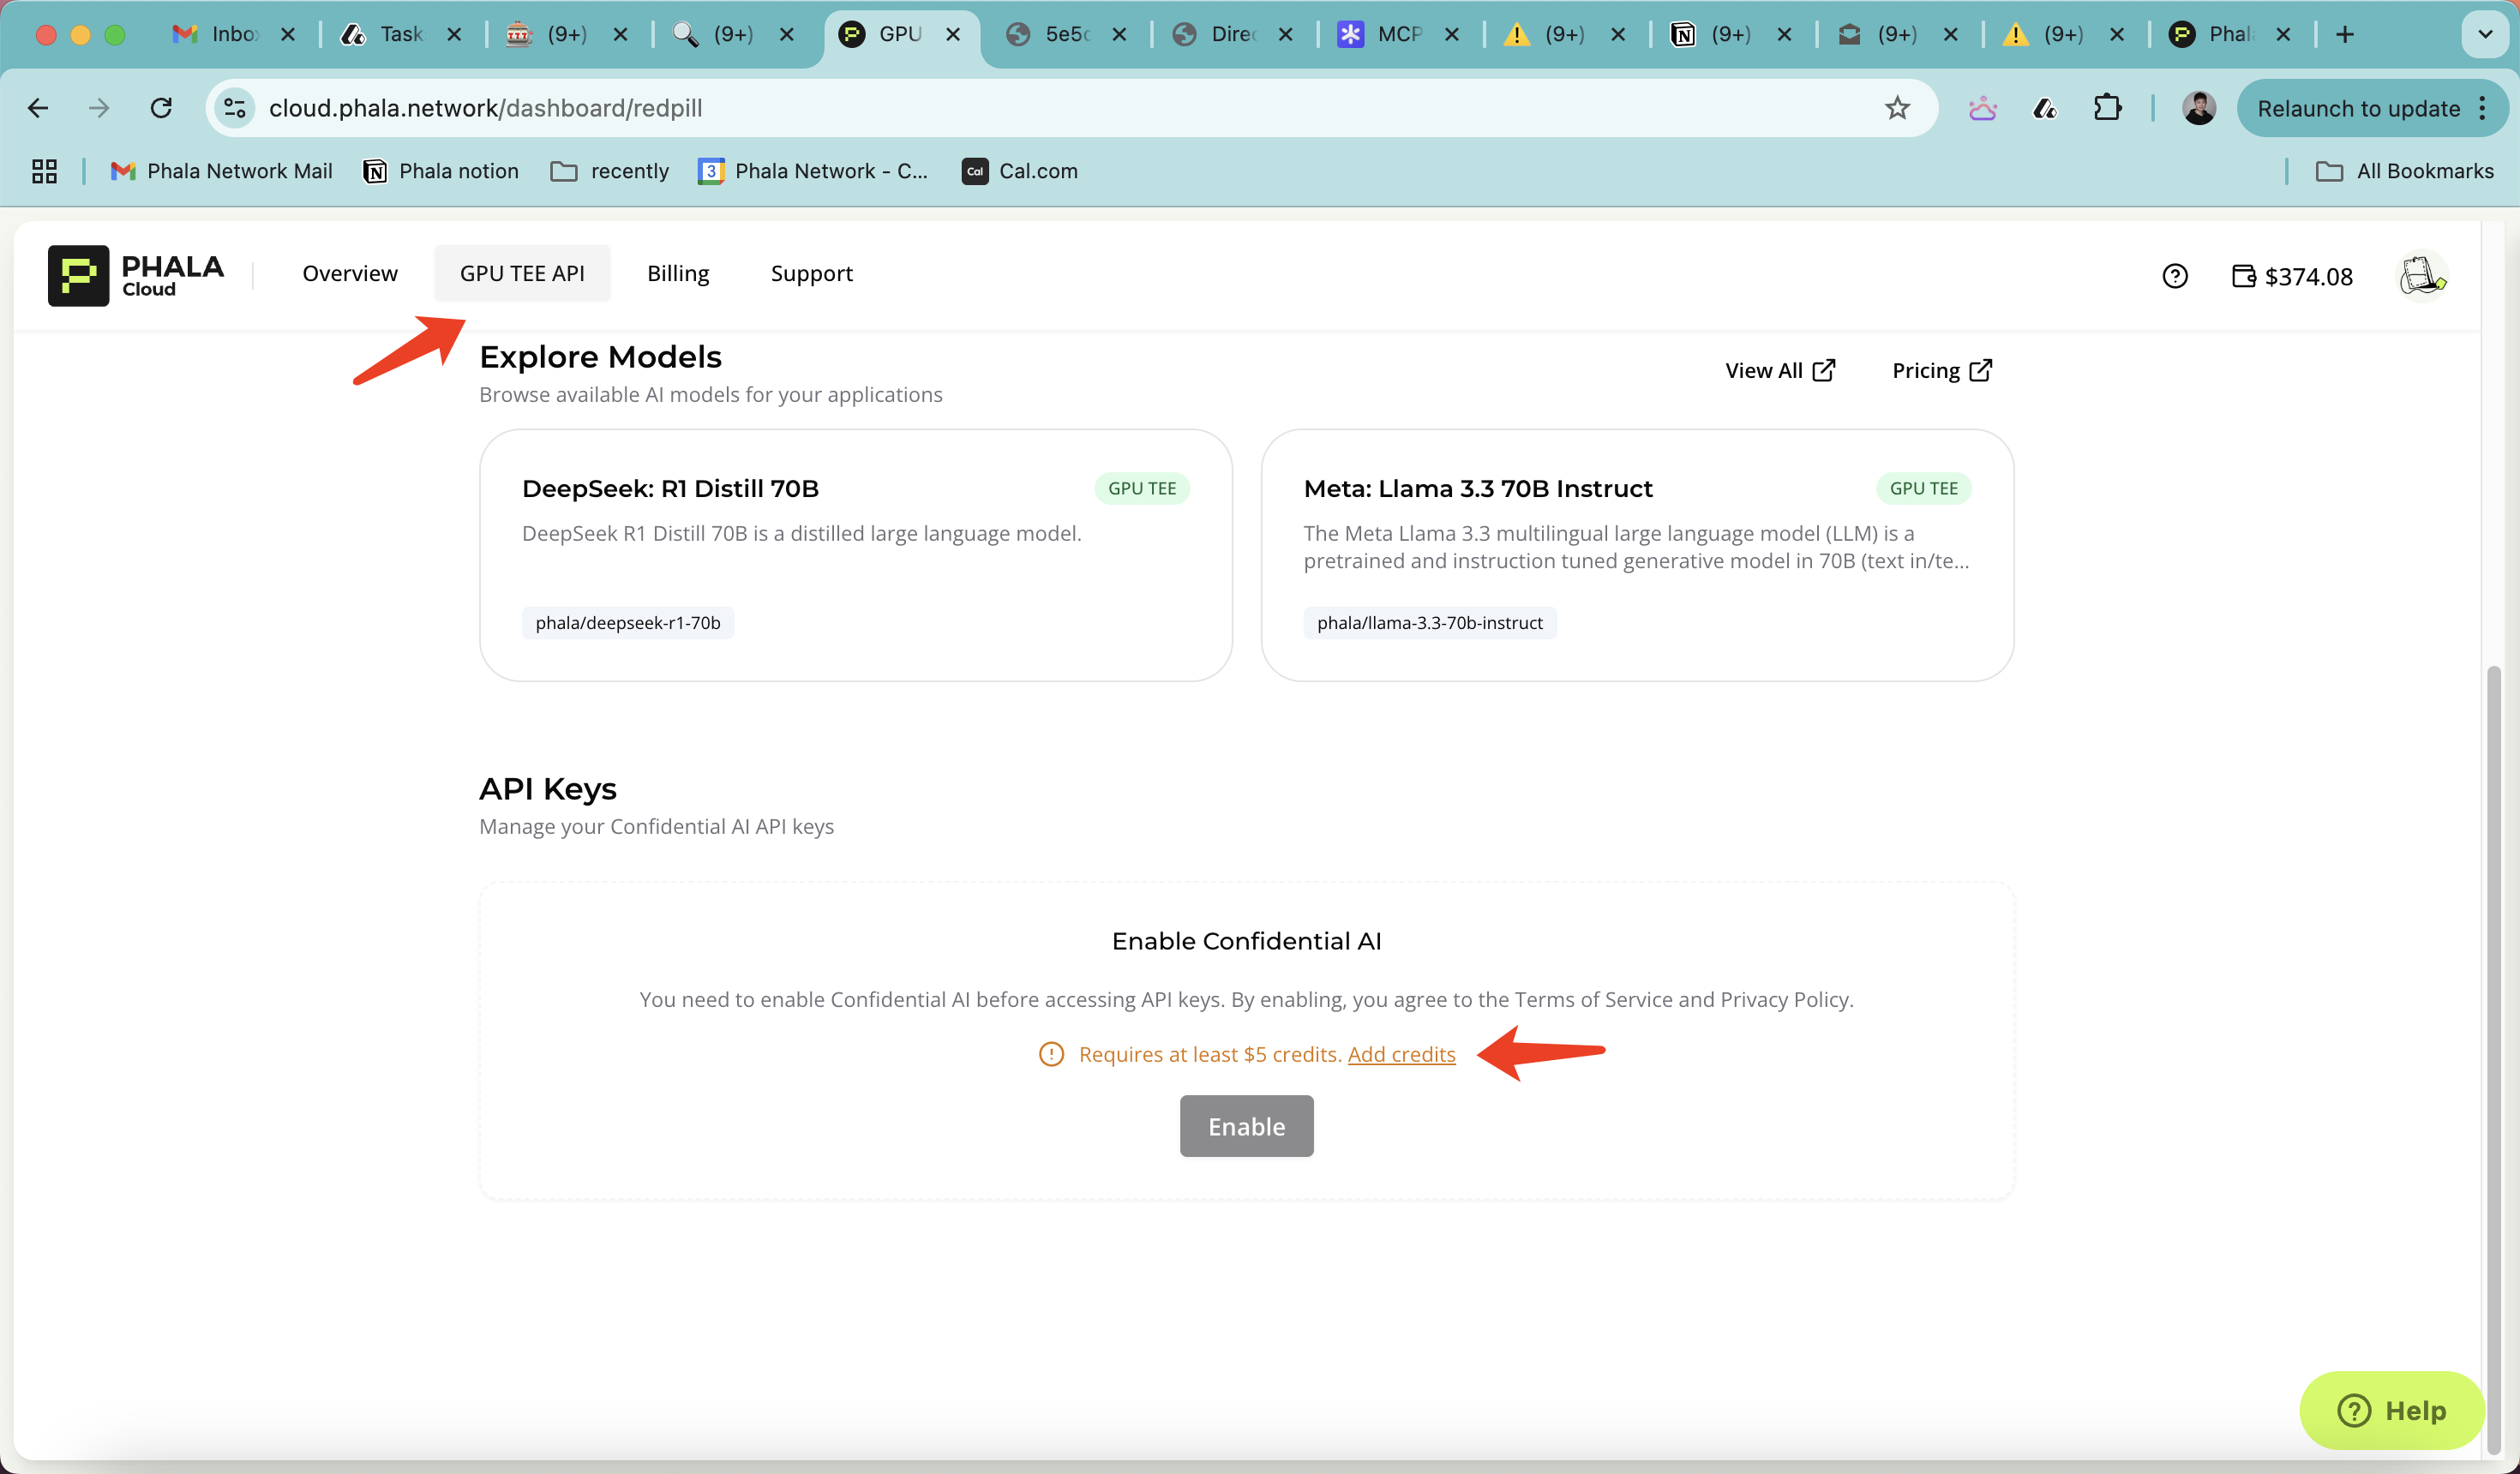 Inbo
Task
(9+)
(9+)
GPU
5e5c
Direc
MCP
(9+)
(9+)
(9+)
(9+)
Phal
cloud.phala.network/dashboard/redpill
Relaunch to update
Phala Network Mail
Phala notion
recently
3
Phala Network - C...
Cal
Cal.com
All Bookmarks
PHALA
Cloud
Overview
GPU TEE API
Billing
Support
$374.08
Explore Models
View All
Pricing
Browse available AI models for your applications
DeepSeek: R1 Distill 70B
GPU TEE
DeepSeek R1 Distill 70B is a distilled large language model.
phala/deepseek-r1-70b
Meta: Llama 3.3 70B Instruct
GPU TEE
The Meta Llama 3.3 multilingual large language model (LLM) is a
pretrained and instruction tuned generative model in 70B (text in/te...
phala/llama-3.3-70b-instruct
API Keys
Manage your Confidential AI API keys
Enable Confidential AI
You need to enable Confidential AI before accessing API keys. By enabling, you agree to the Terms of Service and Privacy Policy.
Requires at least $5 credits. Add credits
Enable
Help